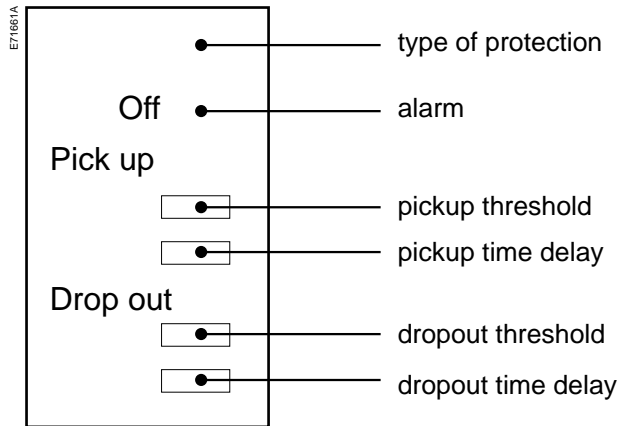 E71661A
type of protection
Off alarm
Pick up
pickup threshold
pickup time delay
Drop out
dropout threshold
dropout time delay